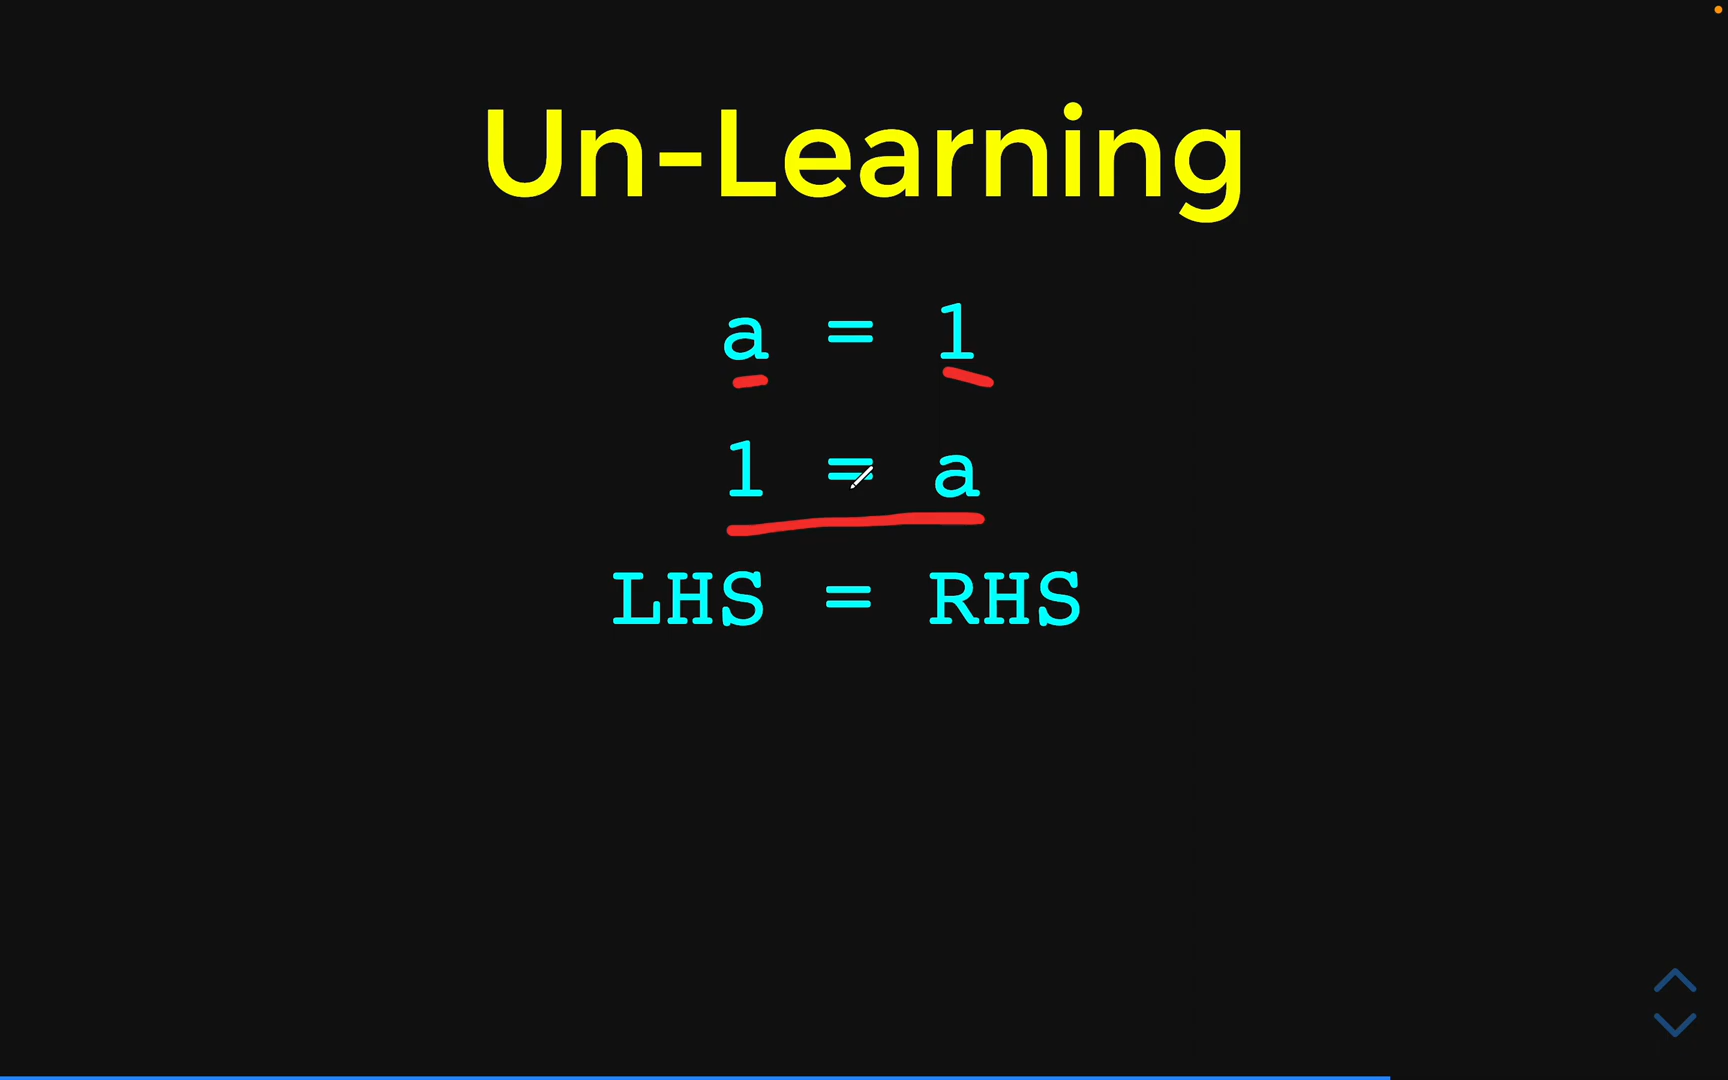 Un-Learning
a = 1
1 = a
LHS = RHS